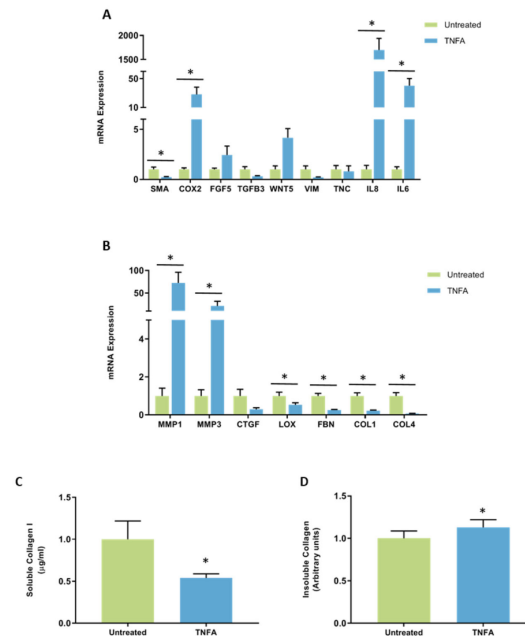 A
Untreated
TNFA
mRNA Expression
2000
1500
1000
50
10
5
0
* * * *
SMA COX2 FGF5 TGFB3 WNT5 VIM TNC IL8 IL6
B
Untreated
TNFA
mRNA Expression
100
50
6
4
2
0
* * * * * *
MMP1 MMP3 CTGF LOX FBN COL1 COL4
C
Soluble Collagen I
(µg/ml)
1.5
1.0
0.5
0.0
*
Untreated TNFA
D
Insoluble Collagen
(Arbitrary units)
1.5
1.0
0.5
0.0
*
Untreated TNFA